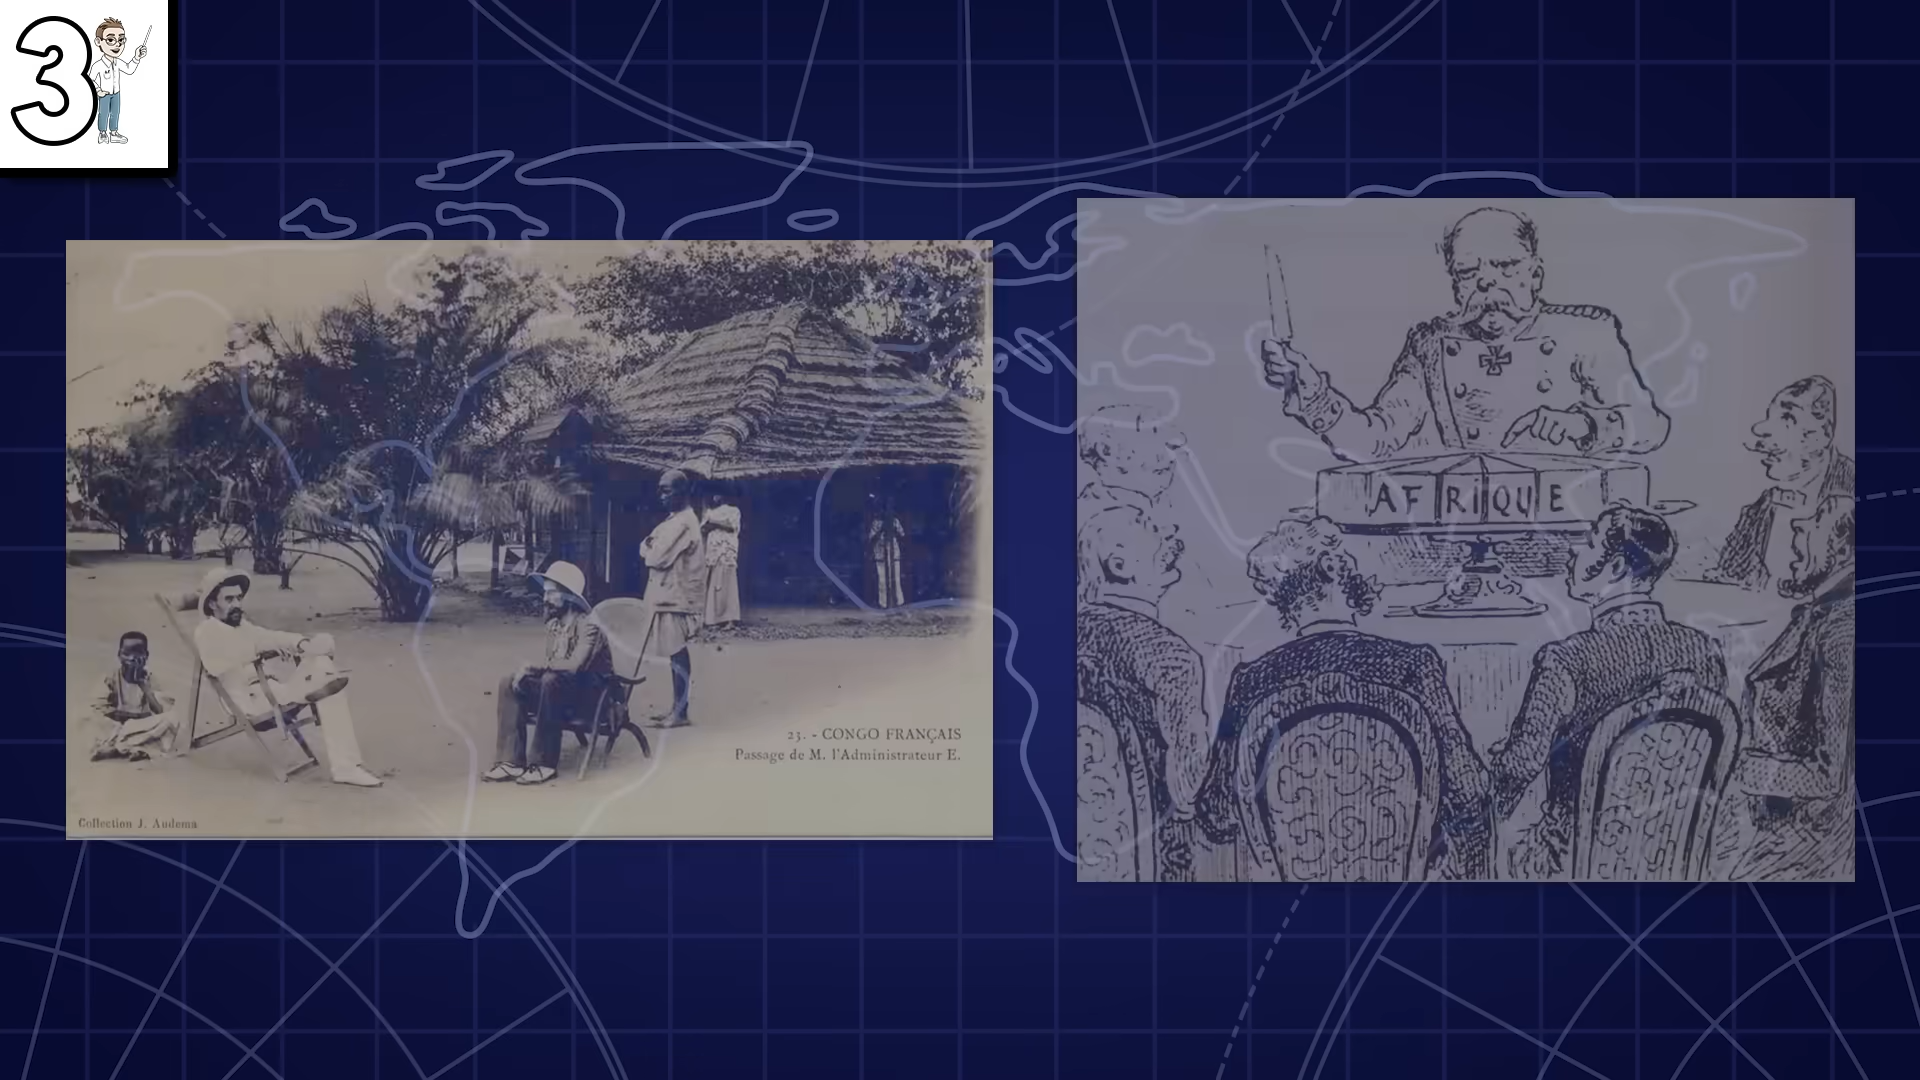 3
23. - CONGO FRANÇAIS
Passage de M. l'Administrateur E.
Collection J. Audema
AFRIQUE